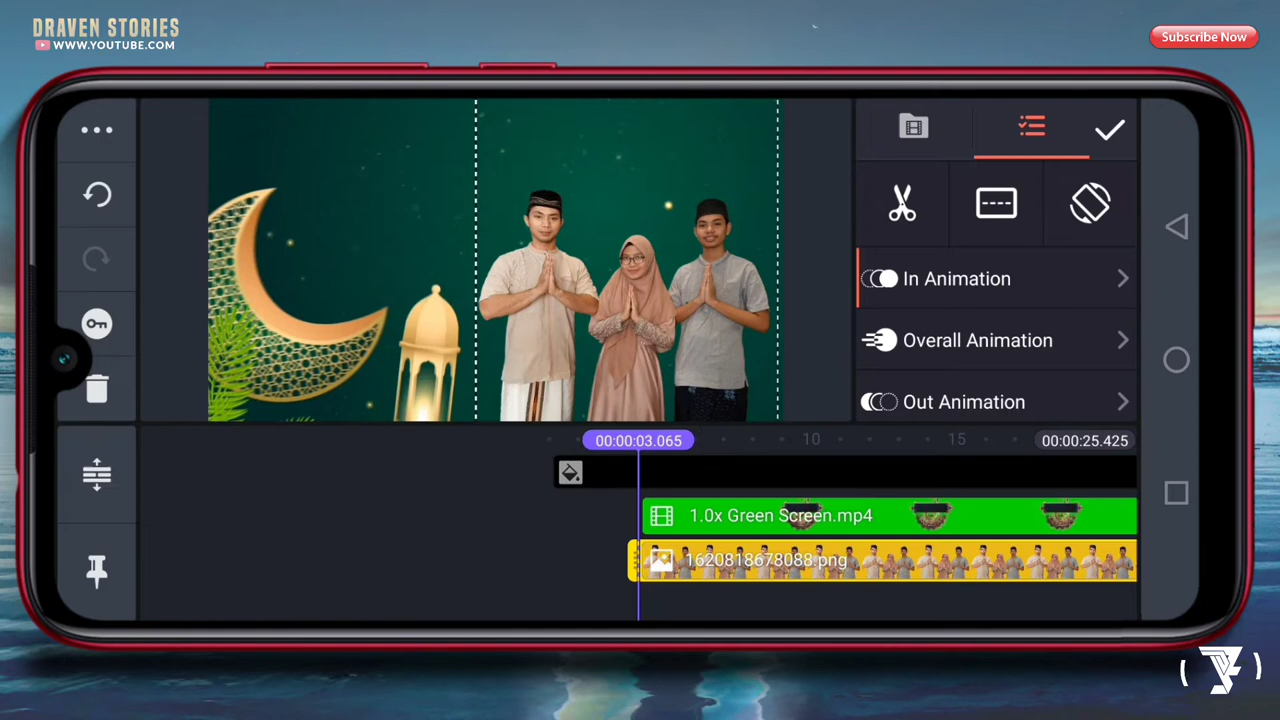 DRAVEN STORIES
WWW.YOUTUBE.COM
Subscribe Now
In Animation
Overall Animation
Out Animation
00:00:03.065
10
15
00:00:25.425
1.0x Green Screen.mp4
1620818678088.png